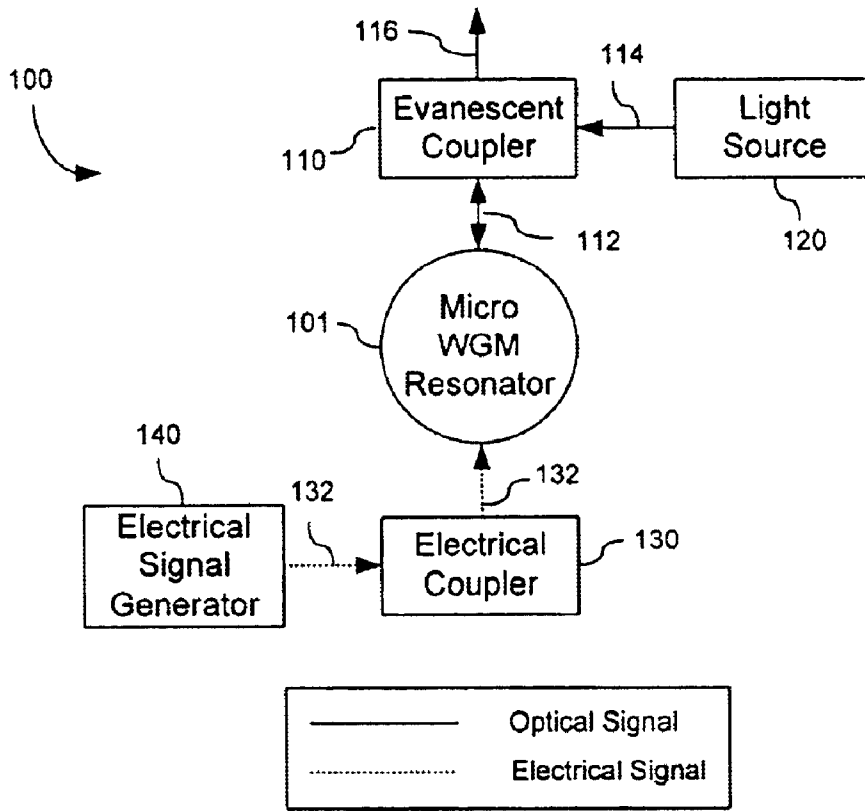 116
114
100
Evanescent
Coupler
Light
Source
110
112
120
101
Micro
WGM
Resonator
140
132
132
Electrical
Signal
Generator
Electrical
Coupler
130
Optical Signal
Electrical Signal